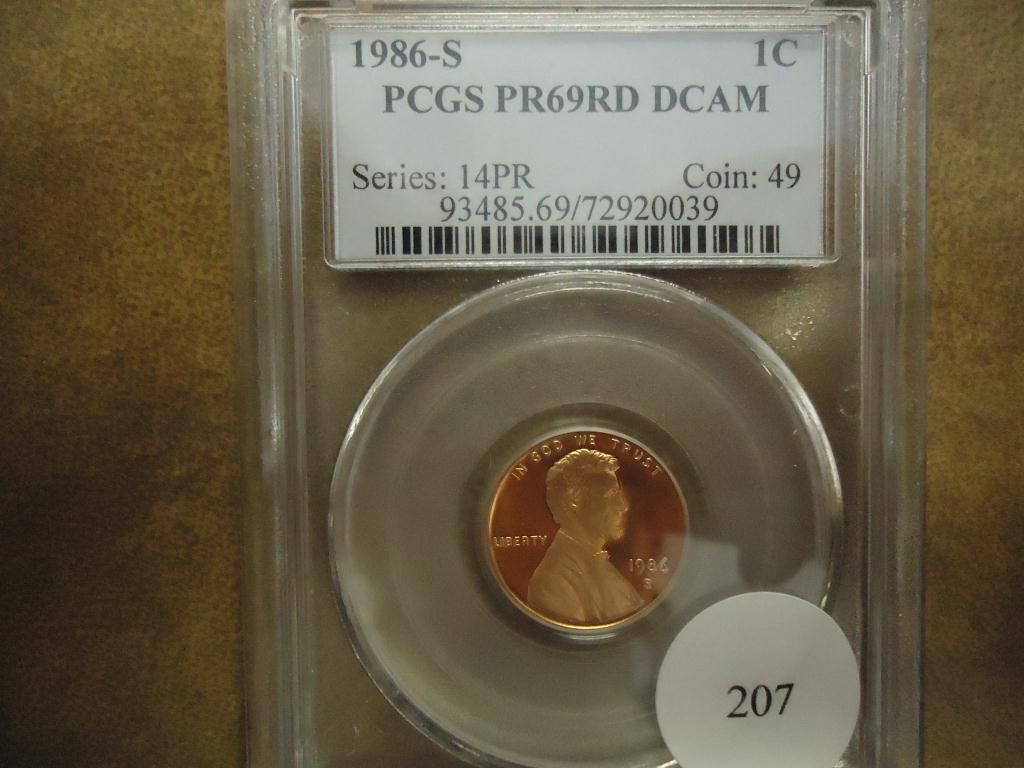 1986-S 1C
PCGS PR69RD DCAM
Series: 14PR Coin: 49
93485.69/72920039
IN GOD WE TRUST
LIBERTY
1986
S
207